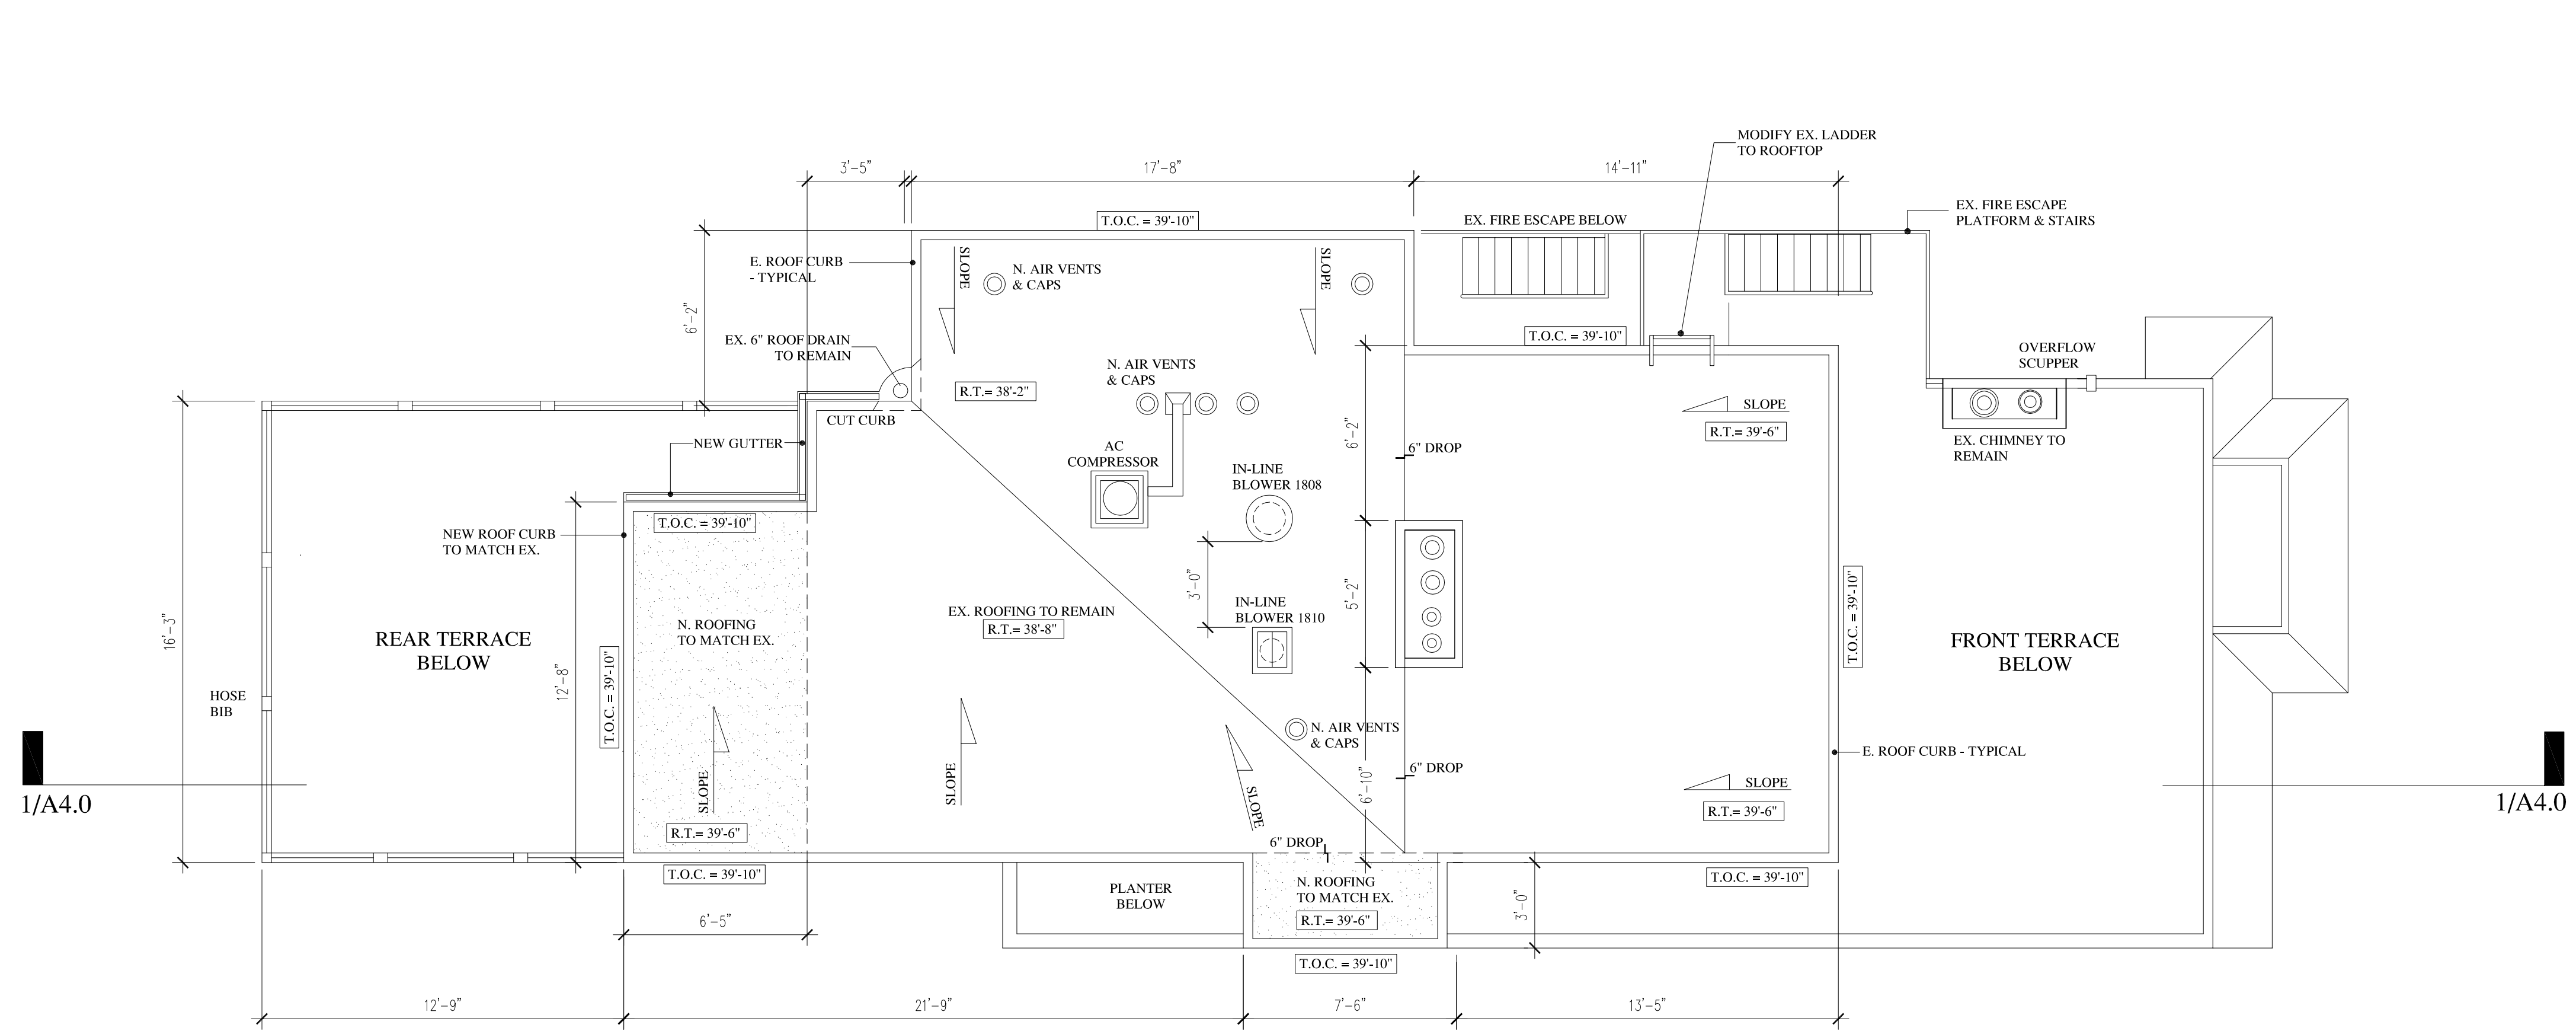 MODIFY EX. LADDER
TO ROOFTOP
3'-5"
17'-8"
14'-11"
EX. FIRE ESCAPE
PLATFORM & STAIRS
T.O.C. = 39'-10"
EX. FIRE ESCAPE BELOW
E. ROOF CURB
- TYPICAL
SLOPE
N. AIR VENTS
& CAPS
SLOPE
6'-2"
EX. 6" ROOF DRAIN
TO REMAIN
T.O.C. = 39'-10"
OVERFLOW
SCUPPER
N. AIR VENTS
& CAPS
R.T.= 38'-2"
SLOPE
CUT CURB
R.T.= 39'-6"
6'-2"
6" DROP
NEW GUTTER
AC
COMPRESSOR
EX. CHIMNEY TO
REMAIN
IN-LINE
BLOWER 1808
T.O.C. = 39'-10"
NEW ROOF CURB
TO MATCH EX.
3'-0"
5'-2"
T.O.C. = 39'-10"
16'-3"
REAR TERRACE
BELOW
12'-8"
T.O.C. = 39'-10"
N. ROOFING
TO MATCH EX.
EX. ROOFING TO REMAIN
R.T.= 38'-8"
IN-LINE
BLOWER 1810
FRONT TERRACE
BELOW
HOSE
BIB
N. AIR VENTS
& CAPS
E. ROOF CURB - TYPICAL
6" DROP
6'-10"
SLOPE
SLOPE
SLOPE
SLOPE
1/A4.0
1/A4.0
R.T.= 39'-6"
R.T.= 39'-6"
6" DROP
T.O.C. = 39'-10"
T.O.C. = 39'-10"
PLANTER
BELOW
N. ROOFING
TO MATCH EX.
R.T.= 39'-6"
3'-0"
6'-5"
T.O.C. = 39'-10"
12'-9"
21'-9"
7'-6"
13'-5"